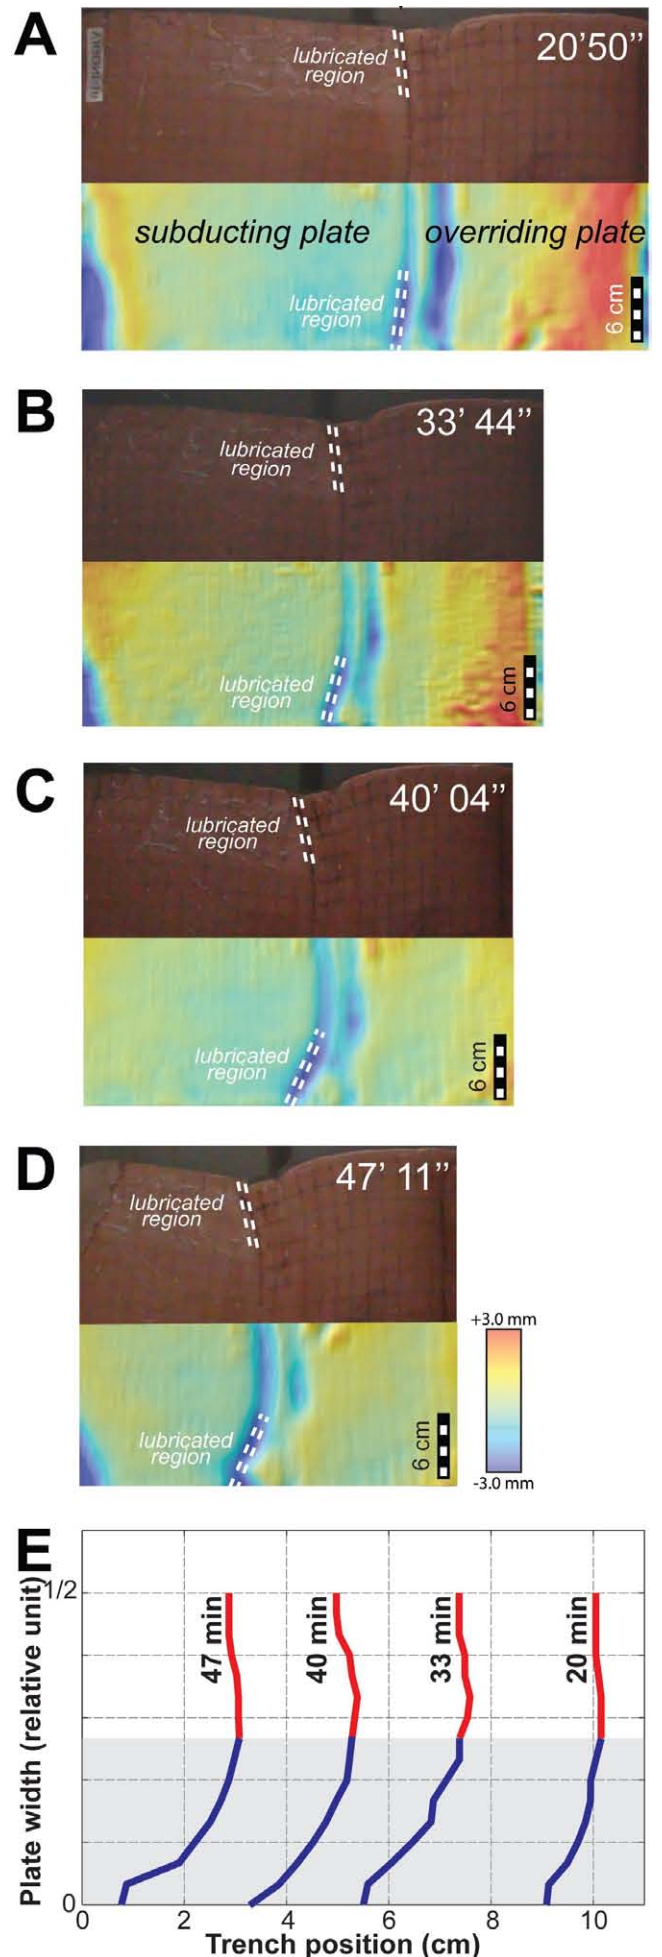 A
20'50"
lubricated
region
subducting plate
overriding plate
lubricated
region
6 cm
B
33' 44"
lubricated
region
lubricated
region
6 cm
C
40' 04"
lubricated
region
lubricated
region
6 cm
D
47' 11"
lubricated
region
+3.0 mm
lubricated
region
6 cm
-3.0 mm
E
1/2
47 min
40 min
33 min
20 min
Plate width (relative unit)
0
0
2
4
6
8
10
Trench position (cm)